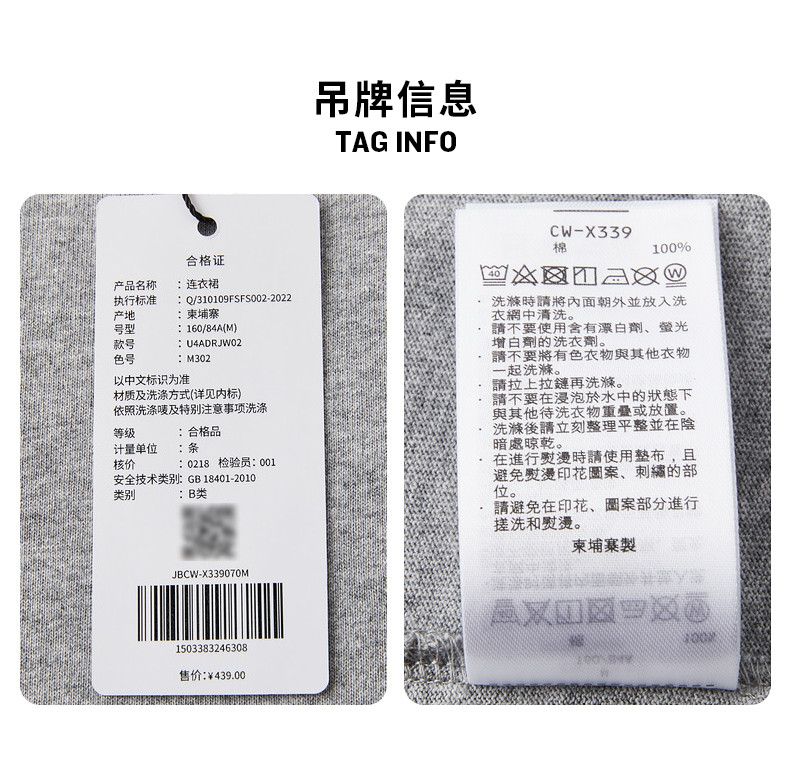 吊牌信息
TAG INFO
合格证
产品名称 : 连衣裙
执行标准 : Q/310109FSFS002-2022
产地 : 柬埔寨
号型 : 160/84A(M)
款号 : U4ADRJW02
色号 : M302
以中文标识为准
材质及洗涤方式(详见内标)
依照洗涤唛及特别注意事项洗涤
等级 : 合格品
计量单位 : 条
核价 : 0218 检验员: 001
安全技术类别: GB 18401-2010
类别 : B类
JBCW-X339070M
1503383246308
售价:¥439.00
CW-X339
棉 100%
40
W
· 洗滌時請將內面朝外並放入洗
衣網中清洗。
· 請不要使用含有漂白劑、螢光
增白劑的洗衣劑。
· 請不要將有色衣物與其他衣物
一起洗滌。
· 請拉上拉鏈再洗滌。
· 請不要在浸泡於水中的狀態下
與其他待洗衣物重疊或放置。
· 洗滌後請立刻整理平整並在陰
暗處晾乾。
· 在進行熨燙時請使用墊布，且
避免熨燙印花圖案、刺繡的部
位。
· 請避免在印花、圖案部分進行
搓洗和熨燙。
柬埔寨製